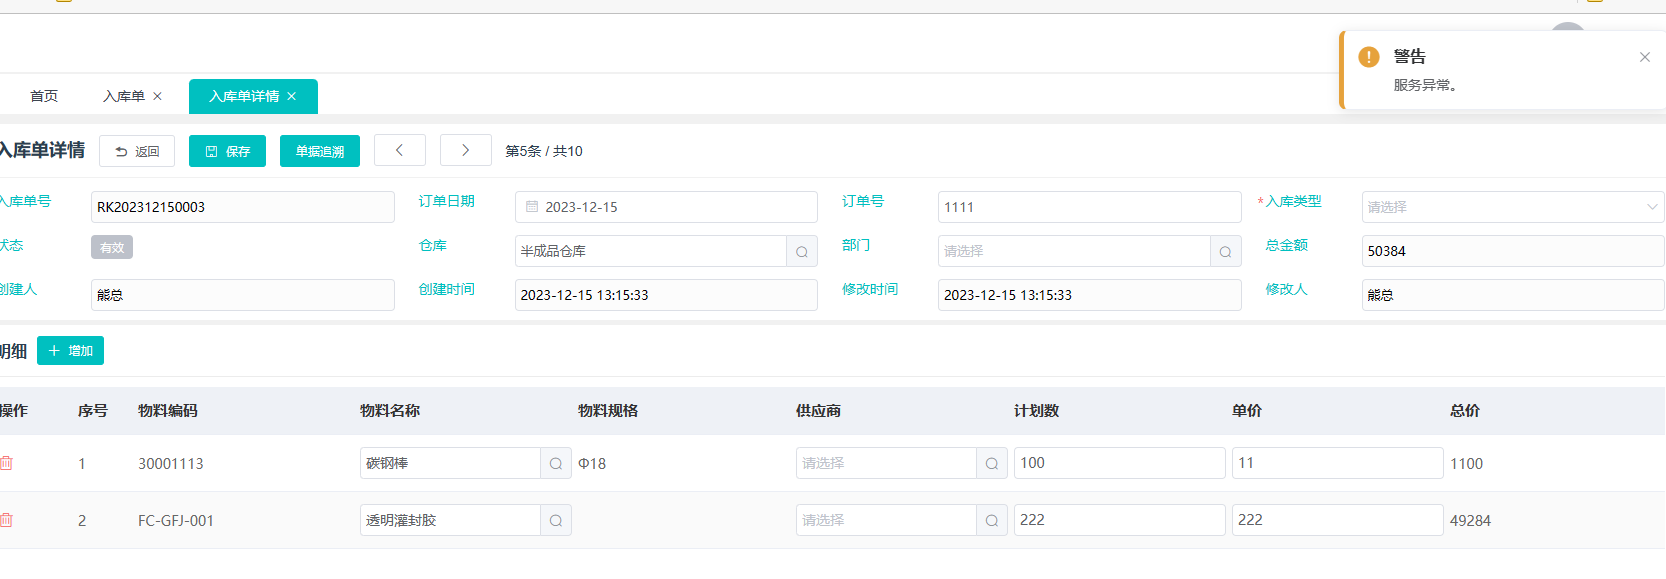 警告
服务异常。
首页 入库单 入库单详情
入库单详情 返回 保存 单据追溯 第5条 / 共10
入库单号 RK202312150003 订单日期 2023-12-15 订单号 1111 *入库类型 请选择
状态 有效 仓库 半成品仓库 部门 请选择 总金额 50384
创建人 熊总 创建时间 2023-12-15 13:15:33 修改时间 2023-12-15 13:15:33 修改人 熊总
明细 + 增加
操作 序号 物料编码 物料名称 物料规格 供应商 计划数 单价 总价
1 30001113 碳钢棒 Φ18 请选择 100 11 1100
2 FC-GFJ-001 透明灌封胶 请选择 222 222 49284